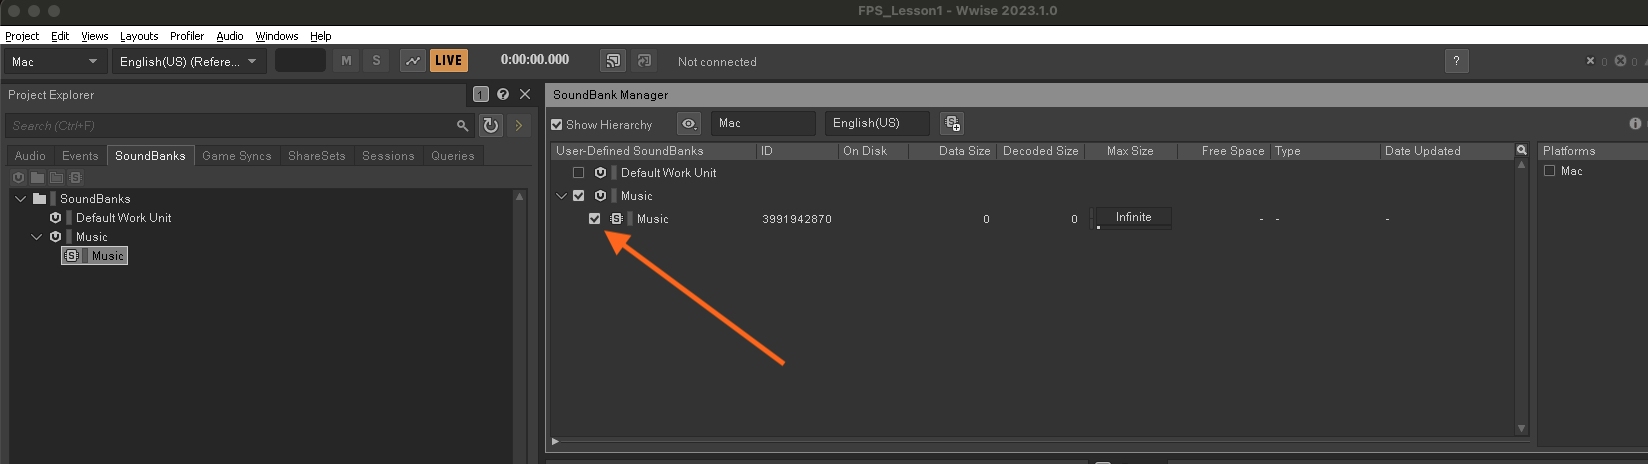 FPS_Lesson1 - Wwise 2023.1.0
Project Edit Views Layouts Profiler Audio Windows Help
Mac English(US) (Refere... M S LIVE 0:00:00.000 Not connected ? 0 0
Project Explorer 1
Search (Ctrl+F)
Audio Events SoundBanks Game Syncs ShareSets Sessions Queries
SoundBanks
Default Work Unit
Music
Music
SoundBank Manager
Show Hierarchy Mac English(US)
User-Defined SoundBanks ID On Disk Data Size Decoded Size Max Size Free Space Type Date Updated
Default Work Unit
Music
Music 3991942870 0 0 Infinite - - -
Platforms
Mac